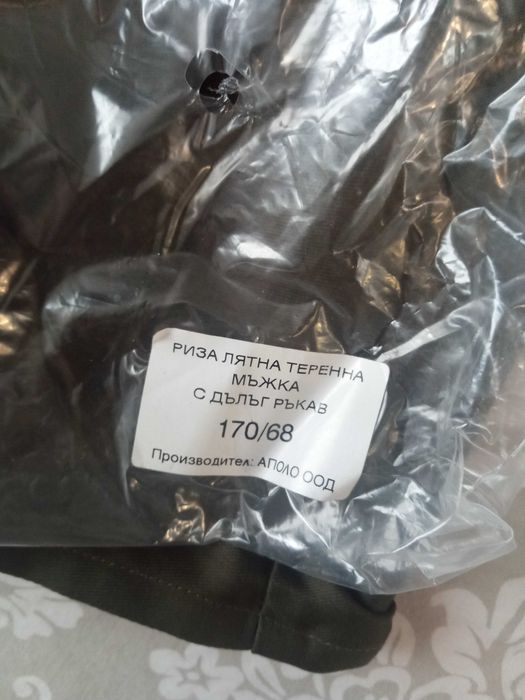 РИЗА ЛЯТНА ТЕРЕННА
МЪЖКА
С ДЪЛЪГ РЪКАВ
170/68
Производител: АПОЛО ООД